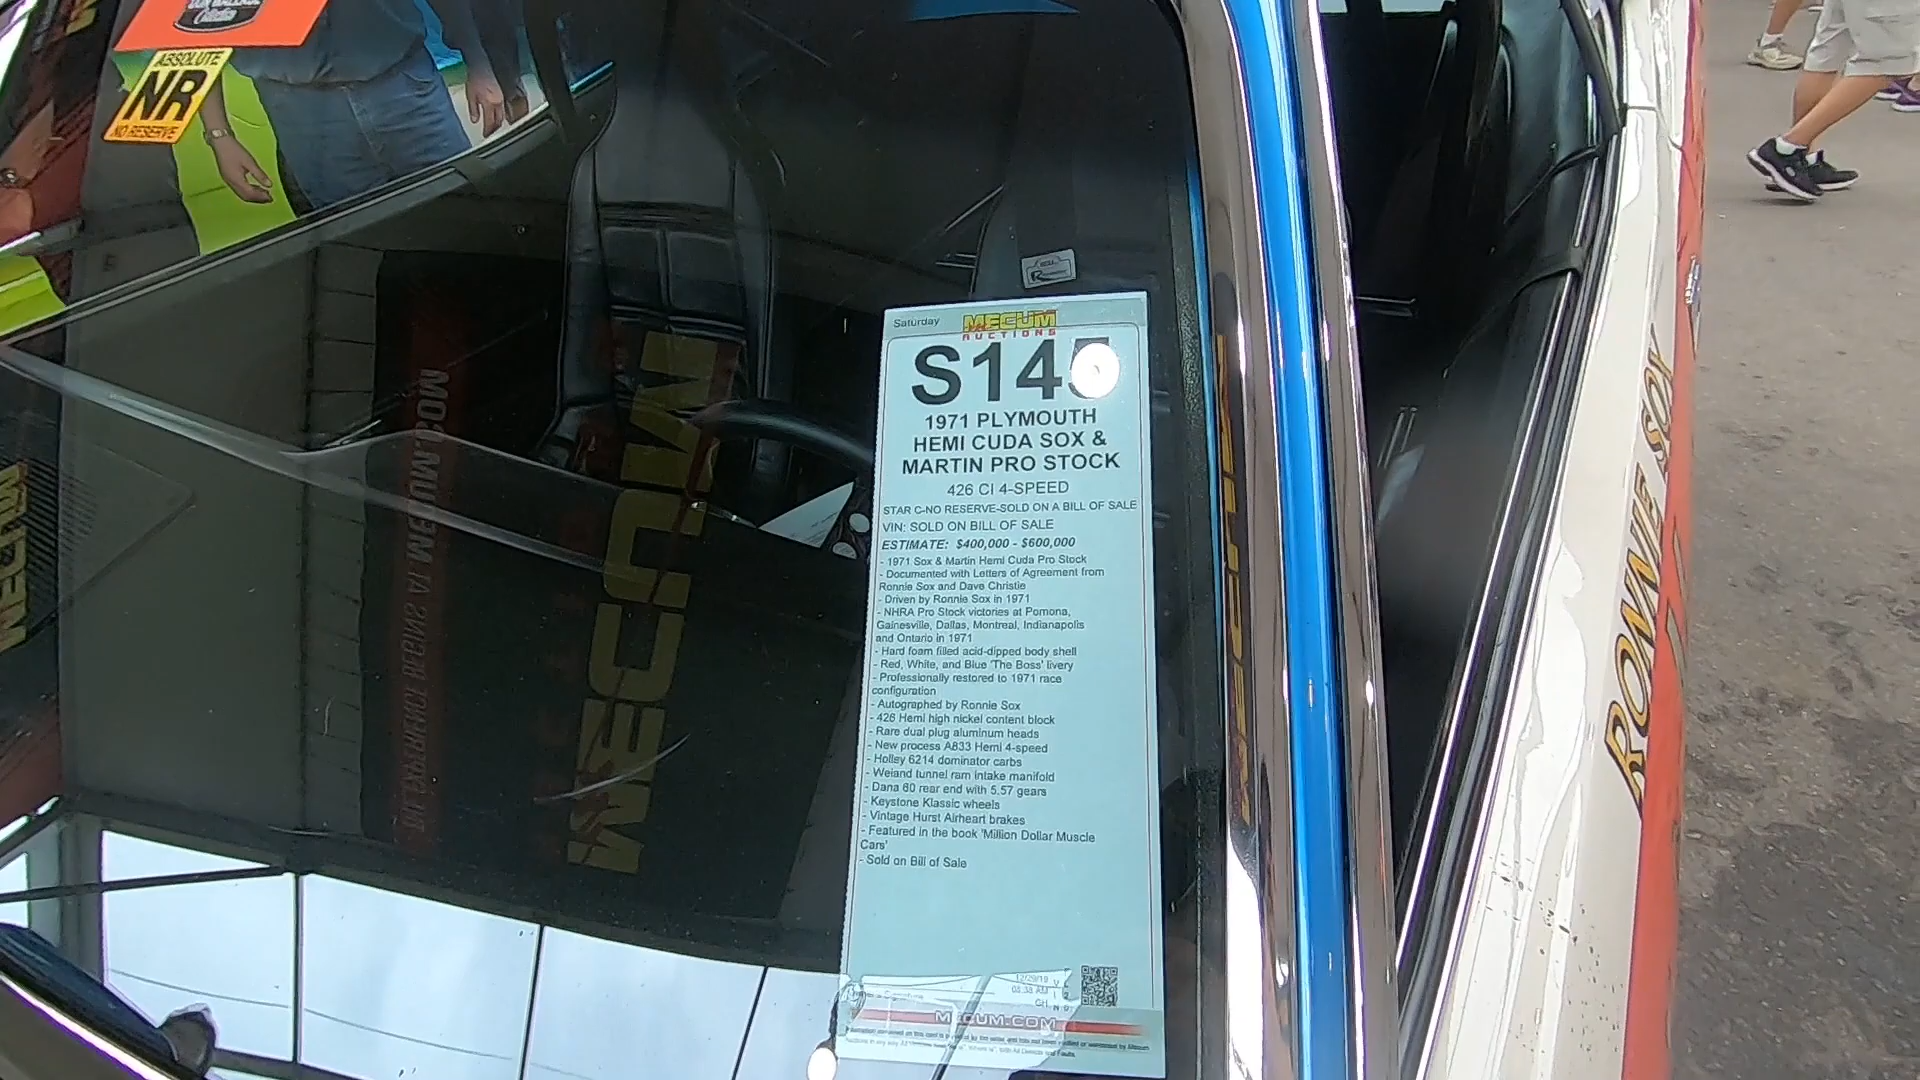 ABSOLUTE
NR
NO RESERVE
Saturday
MECUM
AUCTIONS
S145
1971 PLYMOUTH
HEMI CUDA SOX &
MARTIN PRO STOCK
426 CI 4-SPEED
STAR C-NO RESERVE-SOLD ON A BILL OF SALE
VIN: SOLD ON BILL OF SALE
ESTIMATE: $400,000 - $600,000
- 1971 Sox & Martin Hemi Cuda Pro Stock
- Documented with Letters of Agreement from
Ronnie Sox and Dave Christie
- Driven by Ronnie Sox in 1971
- NHRA Pro Stock victories at Pomona,
Gainesville, Dallas, Montreal, Indianapolis
and Ontario in 1971
- Hard foam filled acid-dipped body shell
- Red, White, and Blue 'The Boss' livery
- Professionally restored to 1971 race
configuration
- Autographed by Ronnie Sox
- 426 Hemi high nickel content block
- Rare dual plug aluminum heads
- New process A833 Hemi 4-speed
- Holley 6214 dominator carbs
- Weiand tunnel ram intake manifold
- Dana 60 rear end with 5.57 gears
- Keystone Klassic wheels
- Vintage Hurst Airheart brakes
- Featured in the book 'Million Dollar Muscle
Cars'
- Sold on Bill of Sale
12/29/19
08:38 AM
GH
MECUM.COM
MECUM
RONNIE SOX